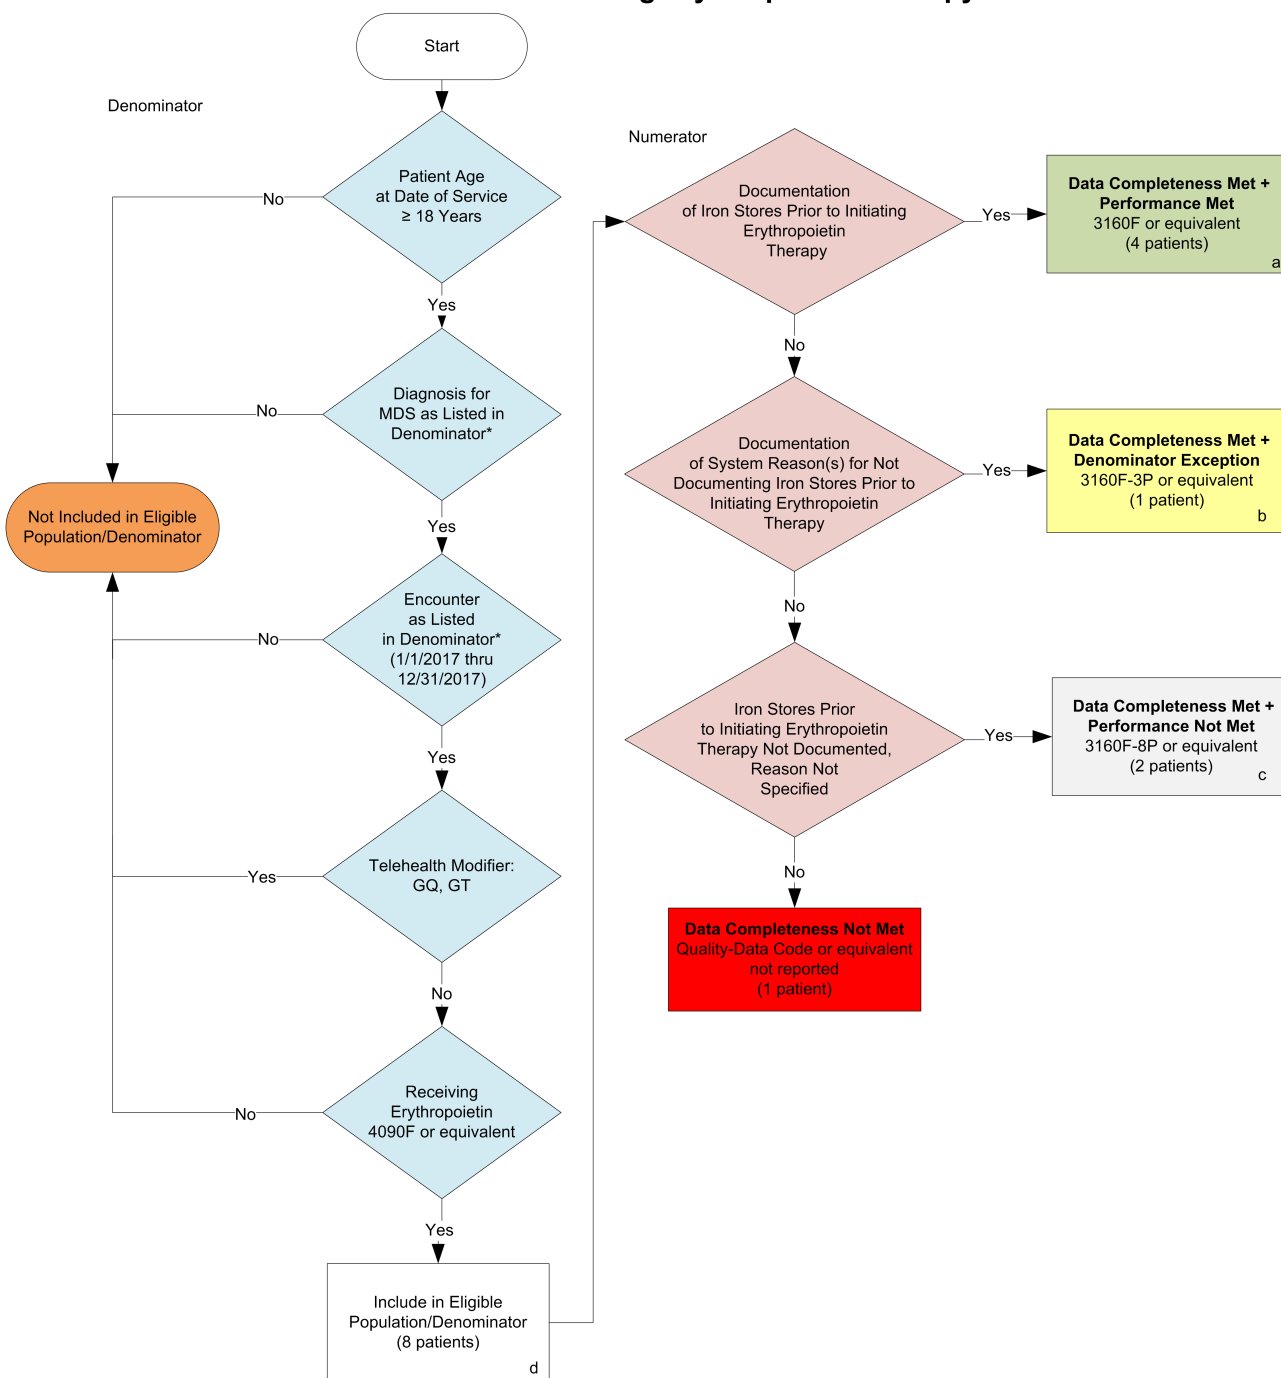 Start
Denominator
Patient Age
at Date of Service
≥ 18 Years
No
Yes
Diagnosis for
MDS as Listed in
Denominator*
No
Yes
Not Included in Eligible
Population/Denominator
Encounter
as Listed
in Denominator*
(1/1/2017 thru
12/31/2017)
No
Yes
Telehealth Modifier:
GQ, GT
Yes
No
Receiving
Erythropoietin
4090F or equivalent
No
Yes
Include in Eligible
Population/Denominator
(8 patients)
d
Numerator
Documentation
of Iron Stores Prior to Initiating
Erythropoietin
Therapy
Yes
Data Completeness Met +
Performance Met
3160F or equivalent
(4 patients)
a
No
Documentation
of System Reason(s) for Not
Documenting Iron Stores Prior to
Initiating Erythropoietin
Therapy
Yes
Data Completeness Met +
Denominator Exception
3160F-3P or equivalent
(1 patient)
b
No
Iron Stores Prior
to Initiating Erythropoietin
Therapy Not Documented,
Reason Not
Specified
Yes
Data Completeness Met +
Performance Not Met
3160F-8P or equivalent
(2 patients)
c
No
Data Completeness Not Met
Quality-Data Code or equivalent
not reported
(1 patient)